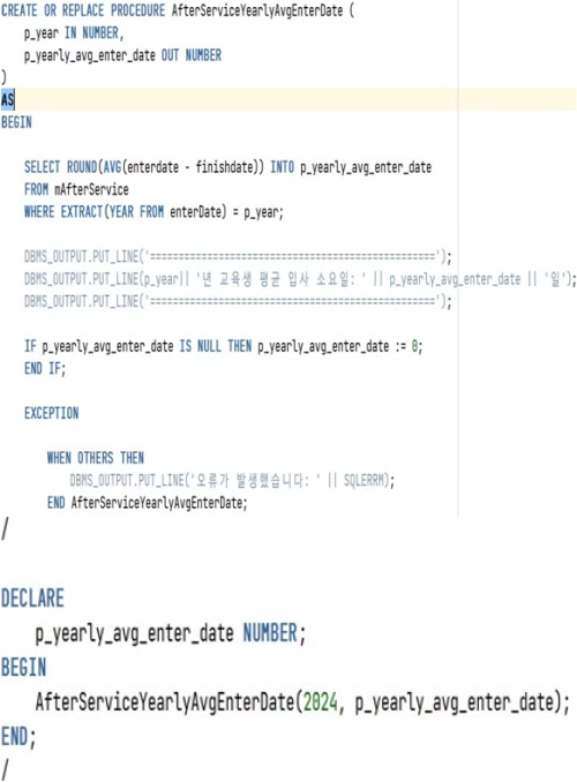 CREATE OR REPLACE PROCEDURE AfterServiceYearlyAvgEnterDate (
p_year IN NUMBER,
p_yearly_avg_enter_date OUT NUMBER
)
AS
BEGIN
SELECT ROUND(AVG(enterdate - finishdate)) INTO p_yearly_avg_enter_date
FROM mAfterService
WHERE EXTRACT(YEAR FROM enterDate) = p_year;
DBMS_OUTPUT.PUT_LINE('================================================');
DBMS_OUTPUT.PUT_LINE(p_year|| '년 교육생 평균 입사 소요일: ' || p_yearly_avg_enter_date || '일');
DBMS_OUTPUT.PUT_LINE('================================================');
IF p_yearly_avg_enter_date IS NULL THEN p_yearly_avg_enter_date := 0;
END IF;
EXCEPTION
WHEN OTHERS THEN
DBMS_OUTPUT.PUT_LINE('오류가 발생했습니다: ' || SQLERRM);
END AfterServiceYearlyAvgEnterDate;
/
DECLARE
p_yearly_avg_enter_date NUMBER;
BEGIN
AfterServiceYearlyAvgEnterDate(2024, p_yearly_avg_enter_date);
END;
/